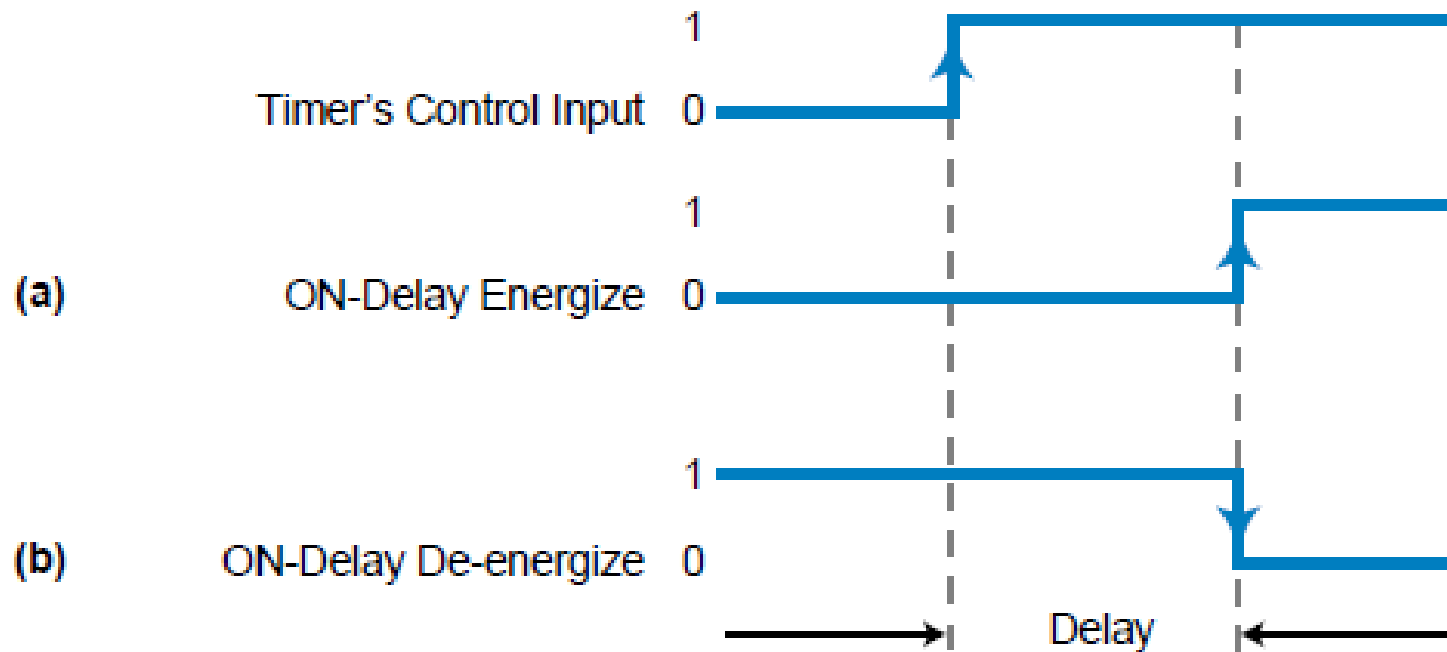 1
Timer's Control Input 0
1
(a) ON-Delay Energize 0
1
(b) ON-Delay De-energize 0
Delay